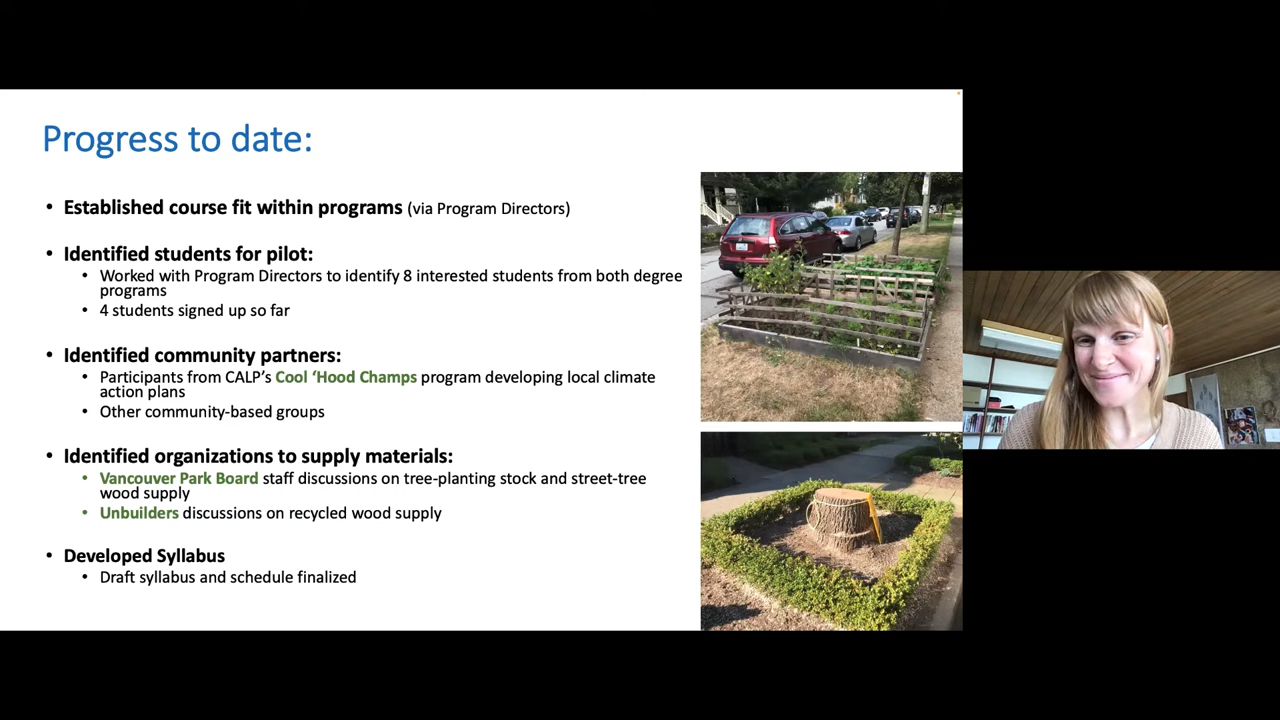 Progress to date:
• Established course fit within programs (via Program Directors)
• Identified students for pilot:
• Worked with Program Directors to identify 8 interested students from both degree
programs
• 4 students signed up so far
• Identified community partners:
• Participants from CALP's Cool ‘Hood Champs program developing local climate
action plans
• Other community-based groups
• Identified organizations to supply materials:
• Vancouver Park Board staff discussions on tree-planting stock and street-tree
wood supply
• Unbuilders discussions on recycled wood supply
• Developed Syllabus
• Draft syllabus and schedule finalized